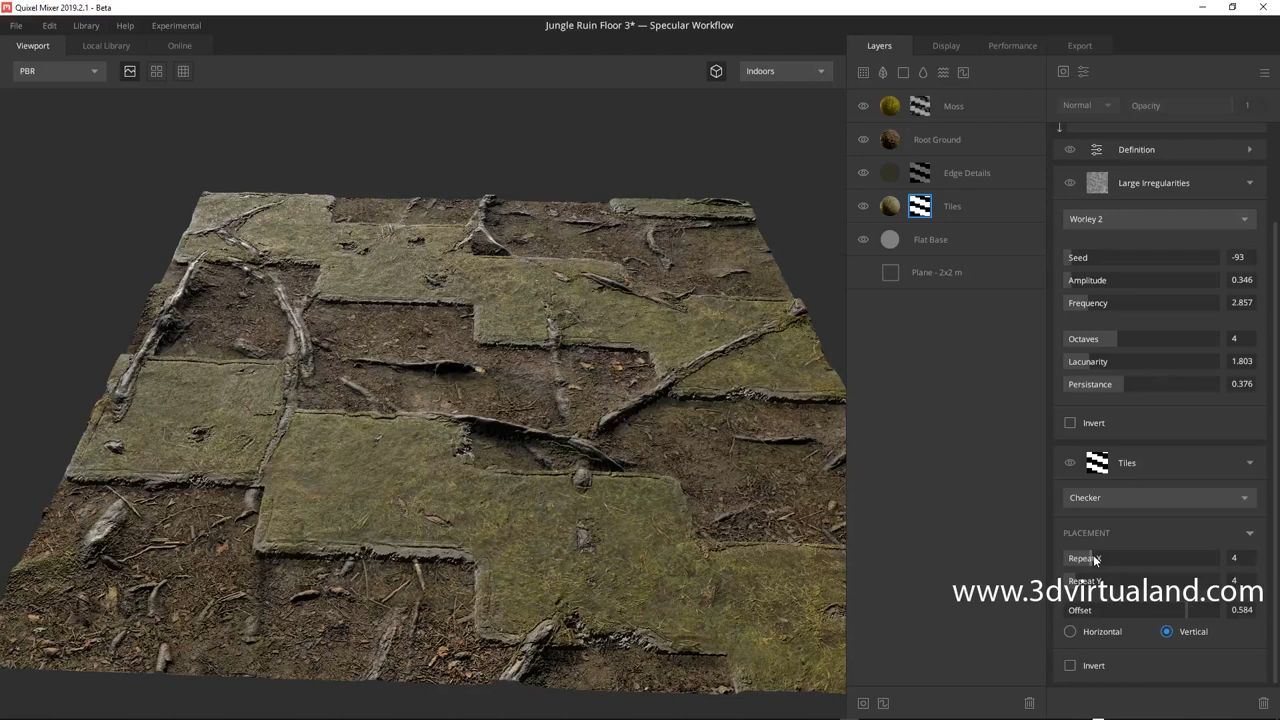 Quixel Mixer 2019.2.1 - Beta
File Edit Library Help Experimental
Jungle Ruin Floor 3* — Specular Workflow
Viewport Local Library Online
Layers Display Performance Export
PBR
Indoors
Normal Opacity 1
Moss
Root Ground
Edge Details
Tiles
Flat Base
Plane - 2x2 m
Definition
Large Irregularities
Worley 2
Seed -93
Amplitude 0.346
Frequency 2.857
Octaves 4
Lacunarity 1.803
Persistance 0.376
Invert
Tiles
Checker
PLACEMENT
Repeat X 4
Repeat Y 4
www.3dvirtualand.com
Offset 0.584
Horizontal Vertical
Invert